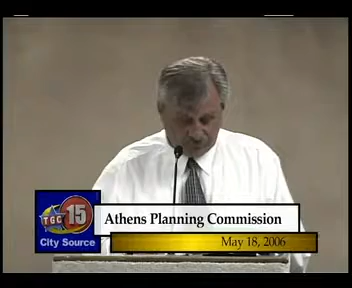 TGC 15
City Source
Athens Planning Commission
May 18, 2006